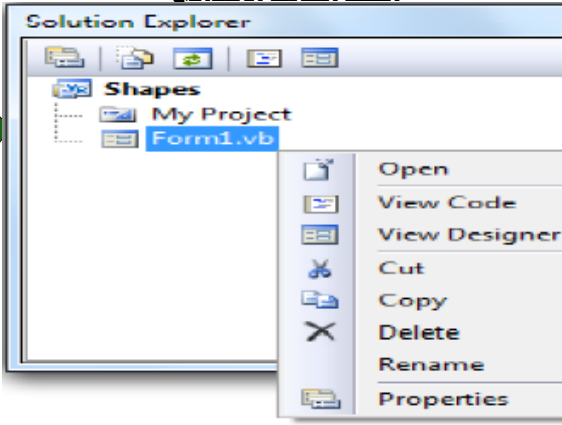 Solution Explorer
Shapes
My Project
Form1.vb
Open
View Code
View Designer
Cut
Copy
Delete
Rename
Properties